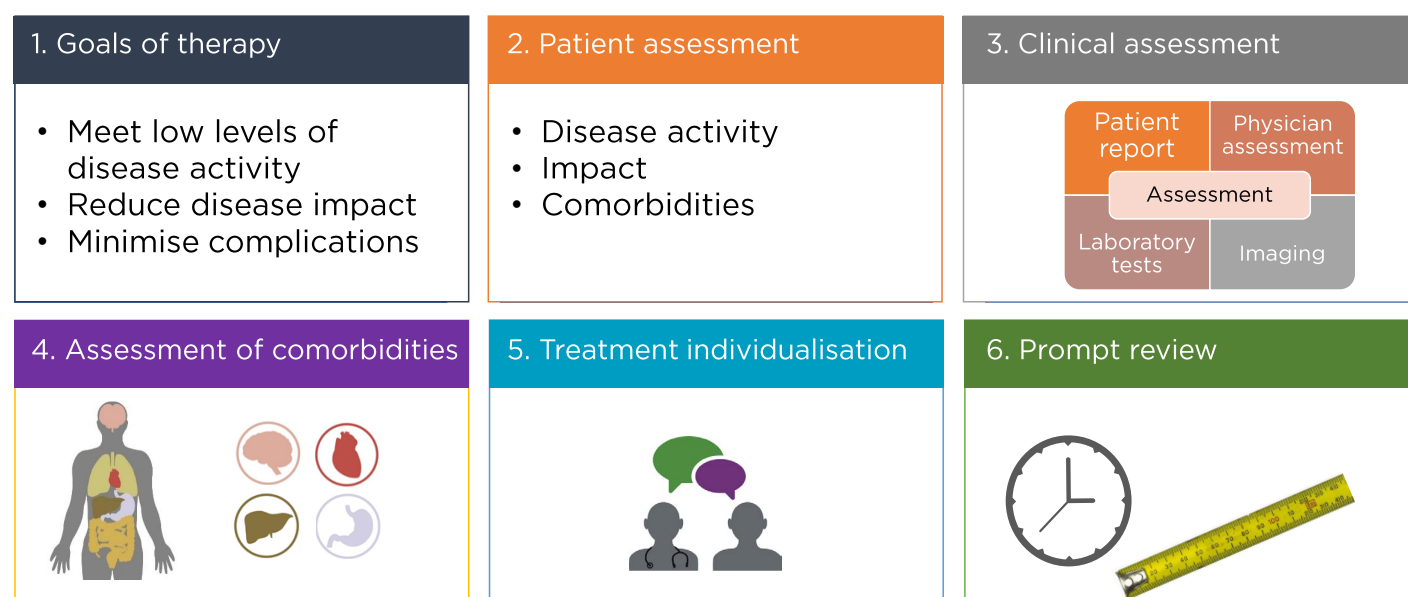 1. Goals of therapy
• Meet low levels of
disease activity
• Reduce disease impact
• Minimise complications
2. Patient assessment
• Disease activity
• Impact
• Comorbidities
3. Clinical assessment
Patient
report
Physician
assessment
Assessment
Laboratory
tests
Imaging
4. Assessment of comorbidities
5. Treatment individualisation
6. Prompt review